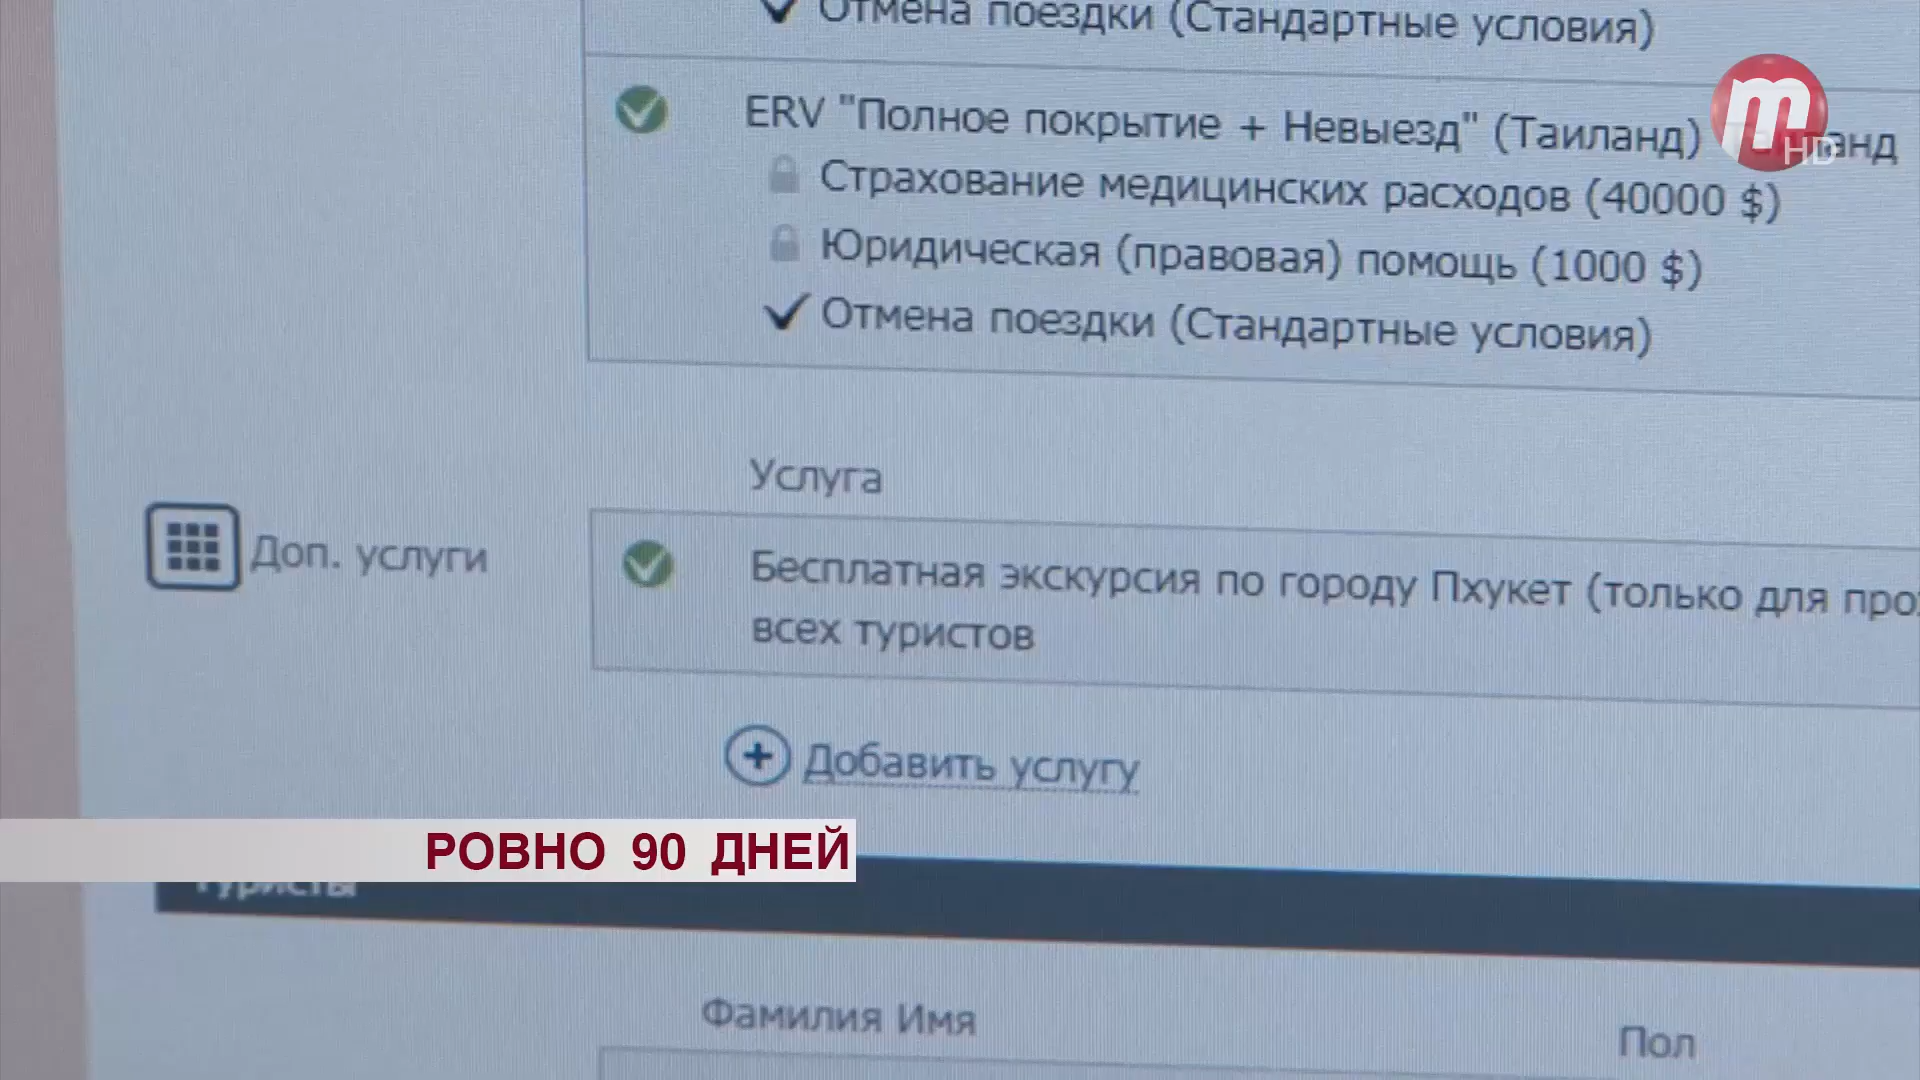 Отмена поездки (Стандартные условия)
ERV "Полное покрытие + Невыезд" (Таиланд)
Страхование медицинских расходов (40000 $)
Юридическая (правовая) помощь (1000 $)
Отмена поездки (Стандартные условия)
Услуга
Доп. услуги
Бесплатная экскурсия по городу Пхукет (только для
всех туристов
Добавить услугу
РОВНО 90 ДНЕЙ
Туристы
Фамилия Имя
Пол
m HD